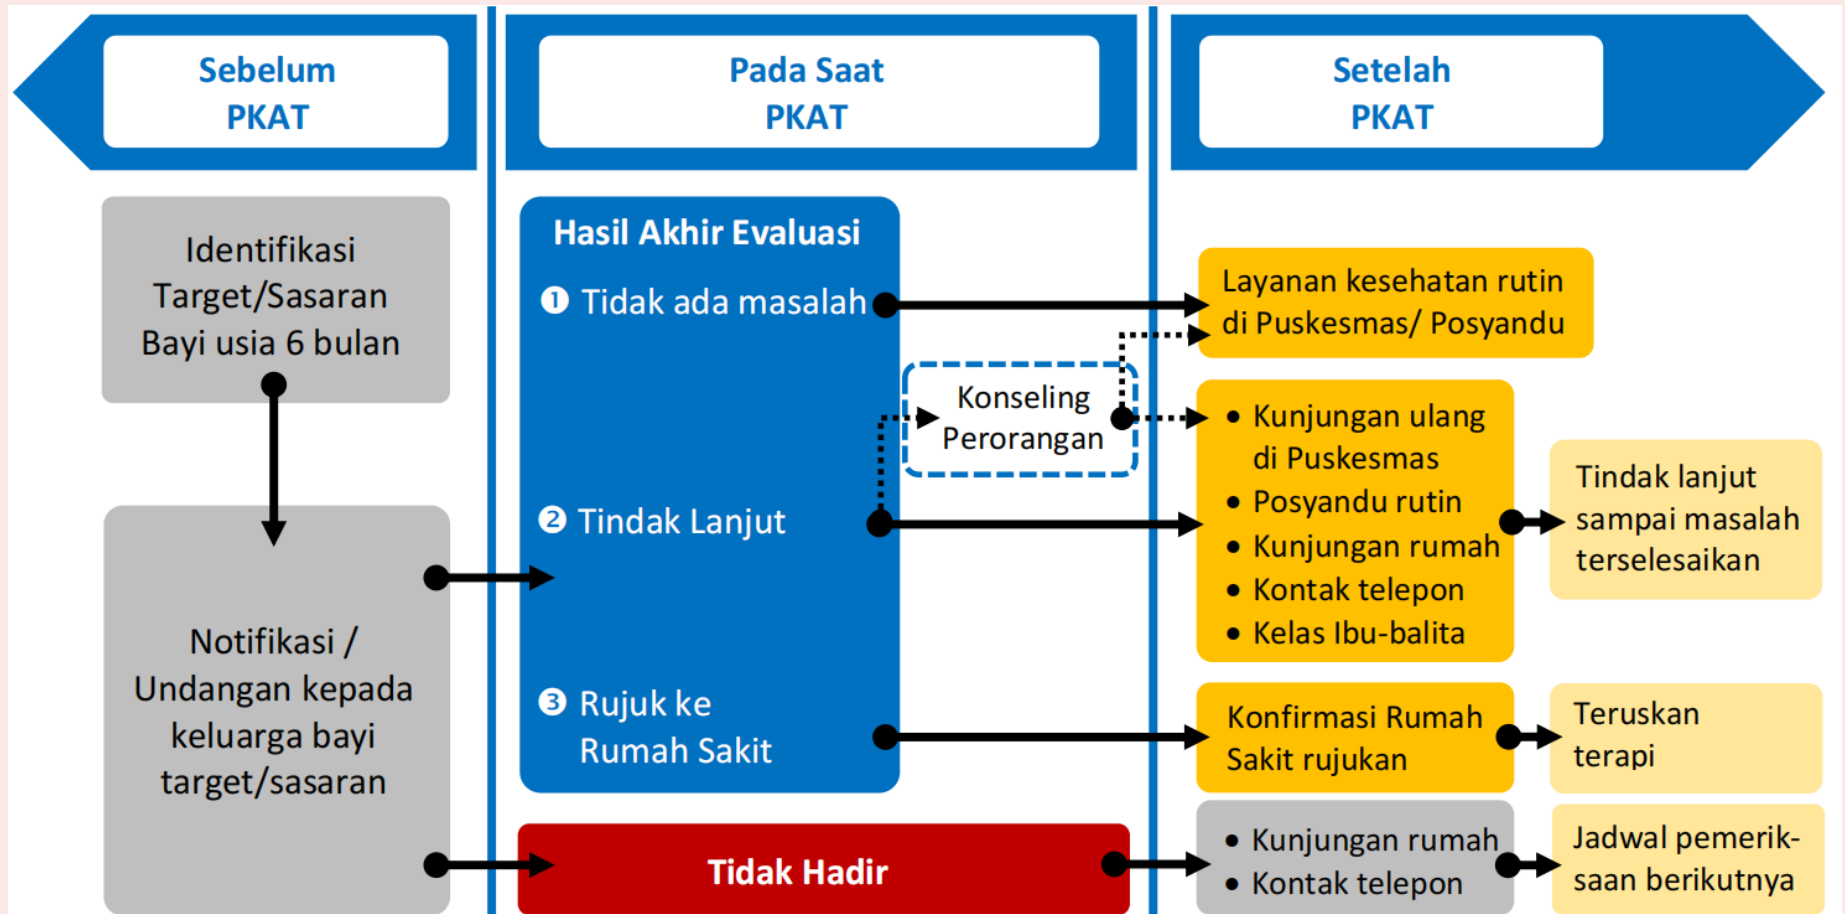 Sebelum
PKAT
Pada Saat
PKAT
Setelah
PKAT
Identifikasi
Target/Sasaran
Bayi usia 6 bulan
Notifikasi /
Undangan kepada
keluarga bayi
target/sasaran
Hasil Akhir Evaluasi
❶ Tidak ada masalah
❷ Tindak Lanjut
❸ Rujuk ke
Rumah Sakit
Konseling
Perorangan
Tidak Hadir
Layanan kesehatan rutin
di Puskesmas/ Posyandu
• Kunjungan ulang
di Puskesmas
• Posyandu rutin
• Kunjungan rumah
• Kontak telepon
• Kelas Ibu-balita
Tindak lanjut
sampai masalah
terselesaikan
Konfirmasi Rumah
Sakit rujukan
Teruskan
terapi
• Kunjungan rumah
• Kontak telepon
Jadwal pemerik-
saan berikutnya